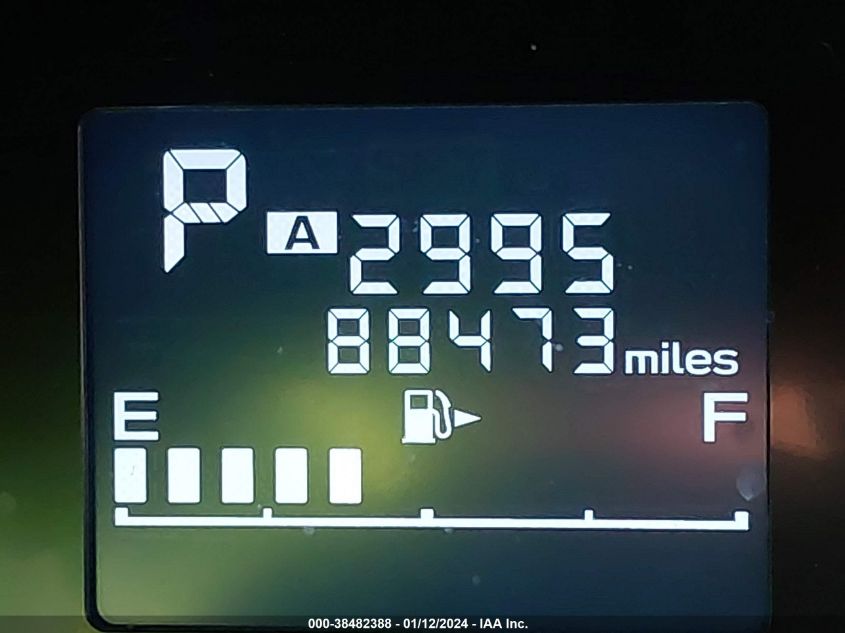 P
A 2995
88473 miles
E F
000-38482388 - 01/12/2024 - IAA Inc.